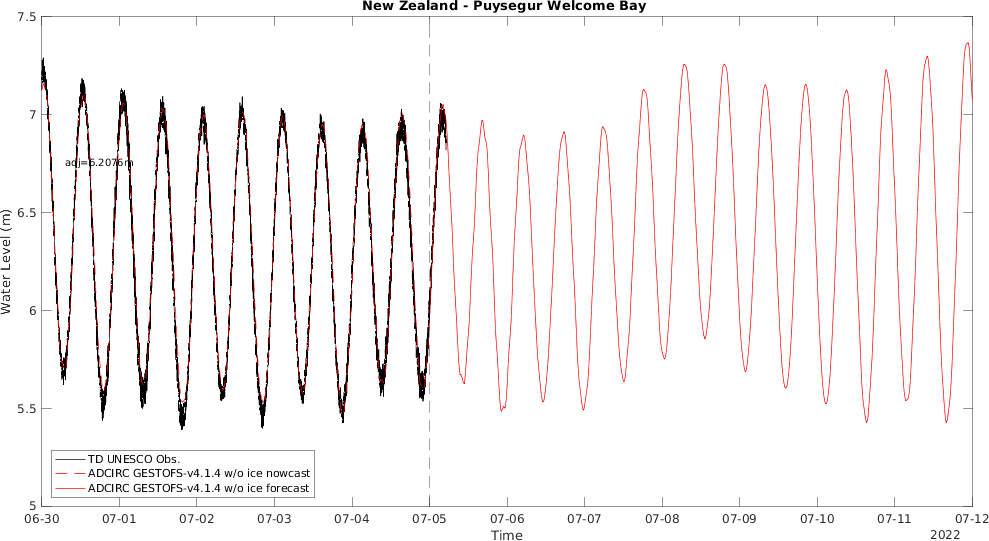 New Zealand - Puysegur Welcome Bay
7.5
7
6.5
6
5.5
5
Water Level (m)
adj=6.2076m
TD UNESCO Obs.
ADCIRC GESTOFS-v4.1.4 w/o ice nowcast
ADCIRC GESTOFS-v4.1.4 w/o ice forecast
06-30 07-01 07-02 07-03 07-04 07-05 07-06 07-07 07-08 07-09 07-10 07-11 07-12
Time
2022